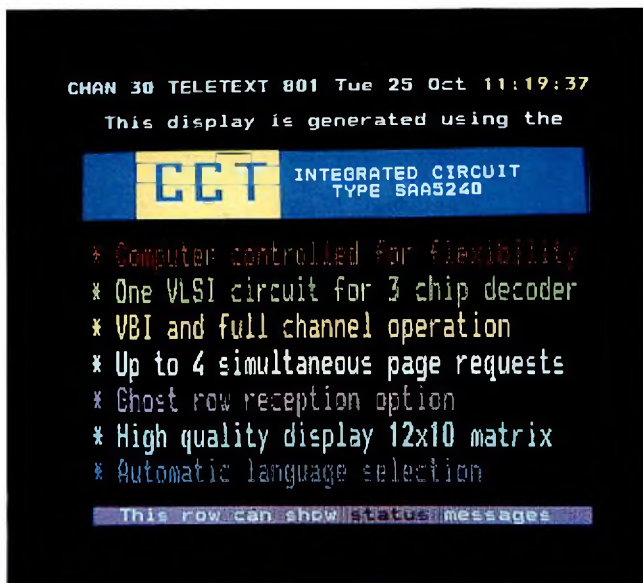 CHAN 30 TELETEXT 801 Tue 25 Oct 11:19:37
This display is generated using the
CCT INTEGRATED CIRCUIT
TYPE SAA5240
* Computer controlled for flexibility
* One VLSI circuit for 3 chip decoder
* VBI and full channel operation
* Up to 4 simultaneous page requests
* Ghost row reception option
* High quality display 12x10 matrix
* Automatic language selection
This row can show status messages